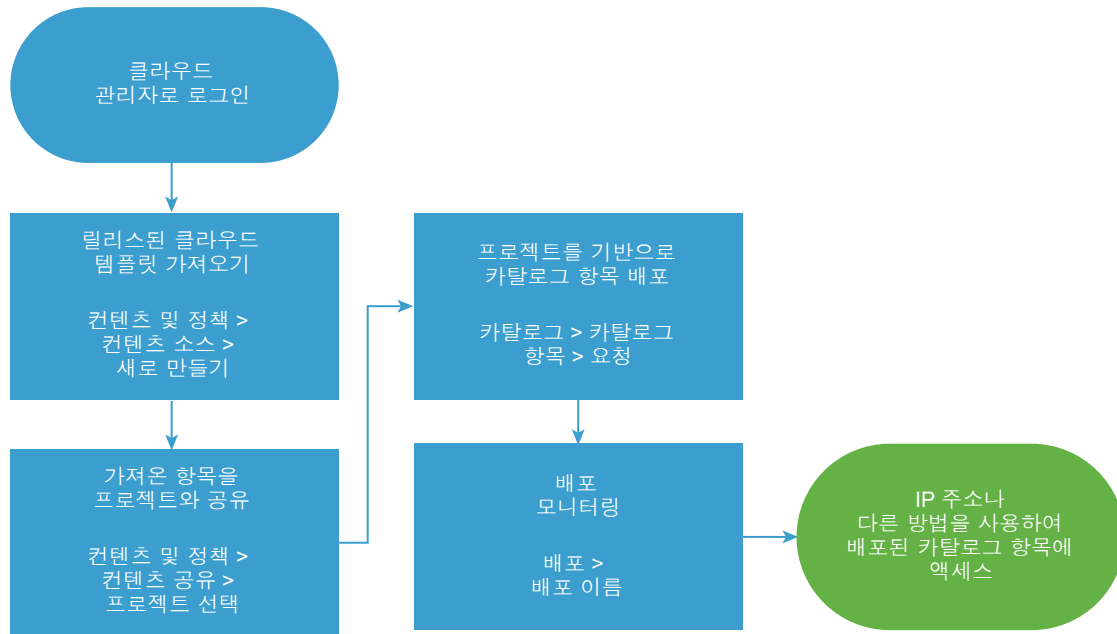 클라우드
관리자로 로그인
릴리스된 클라우드
템플릿 가져오기
컨텐츠 및 정책 >
컨텐츠 소스 >
새로 만들기
가져온 항목을
프로젝트와 공유
컨텐츠 및 정책 >
컨텐츠 공유 >
프로젝트 선택
프로젝트를 기반으로
카탈로그 항목 배포
카탈로그 > 카탈로그
항목 > 요청
배포
모니터링
배포 >
배포 이름
IP 주소나
다른 방법을 사용하여
배포된 카탈로그 항목에
액세스